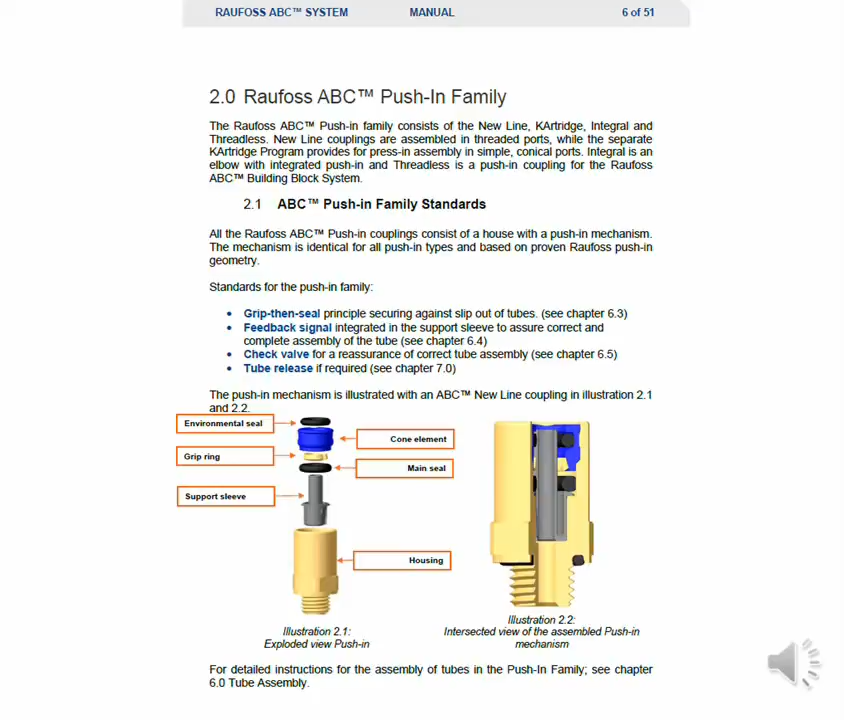 RAUFOSS ABC™ SYSTEM MANUAL 6 of 51
2.0 Raufoss ABC™ Push-In Family
The Raufoss ABC™ Push-in family consists of the New Line, KArtridge, Integral and
Threadless. New Line couplings are assembled in threaded ports, while the separate
KArtridge Program provides for press-in assembly in simple, conical ports. Integral is an
elbow with integrated push-in and Threadless is a push-in coupling for the Raufoss
ABC™ Building Block System.
2.1 ABC™ Push-in Family Standards
All the Raufoss ABC™ Push-in couplings consist of a house with a push-in mechanism.
The mechanism is identical for all push-in types and based on proven Raufoss push-in
geometry.
Standards for the push-in family:
• Grip-then-seal principle securing against slip out of tubes. (see chapter 6.3)
• Feedback signal integrated in the support sleeve to assure correct and
complete assembly of the tube (see chapter 6.4)
• Check valve for a reassurance of correct tube assembly (see chapter 6.5)
• Tube release if required (see chapter 7.0)
The push-in mechanism is illustrated with an ABC™ New Line coupling in illustration 2.1
and 2.2.
Environmental seal
Cone element
Grip ring
Main seal
Support sleeve
Housing
Illustration 2.1:
Exploded view Push-in
Illustration 2.2:
Intersected view of the assembled Push-in
mechanism
For detailed instructions for the assembly of tubes in the Push-In Family; see chapter
6.0 Tube Assembly.